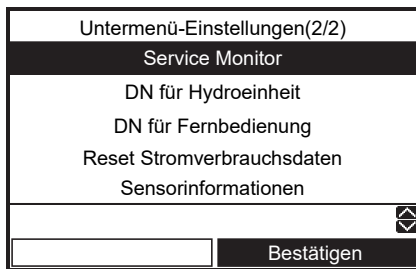 Untermenü-Einstellungen(2/2)
Service Monitor
DN für Hydroeinheit
DN für Fernbedienung
Reset Stromverbrauchsdaten
Sensorinformationen
Bestätigen